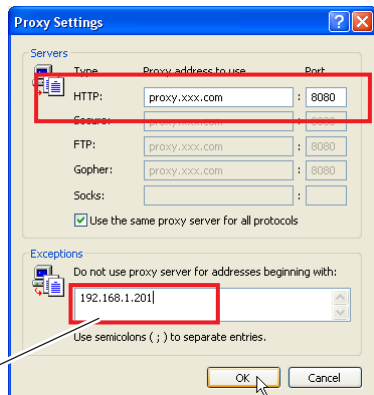 Proxy Settings
Servers
Type Proxy address to use Port
HTTP: proxy.xxx.com : 8080
Secure: proxy.xxx.com : 8080
FTP: proxy.xxx.com : 8080
Gopher: proxy.xxx.com : 8080
Socks: :
Use the same proxy server for all protocols
Exceptions
Do not use proxy server for addresses beginning with:
192.168.1.201
Use semicolons ( ; ) to separate entries.
OK Cancel